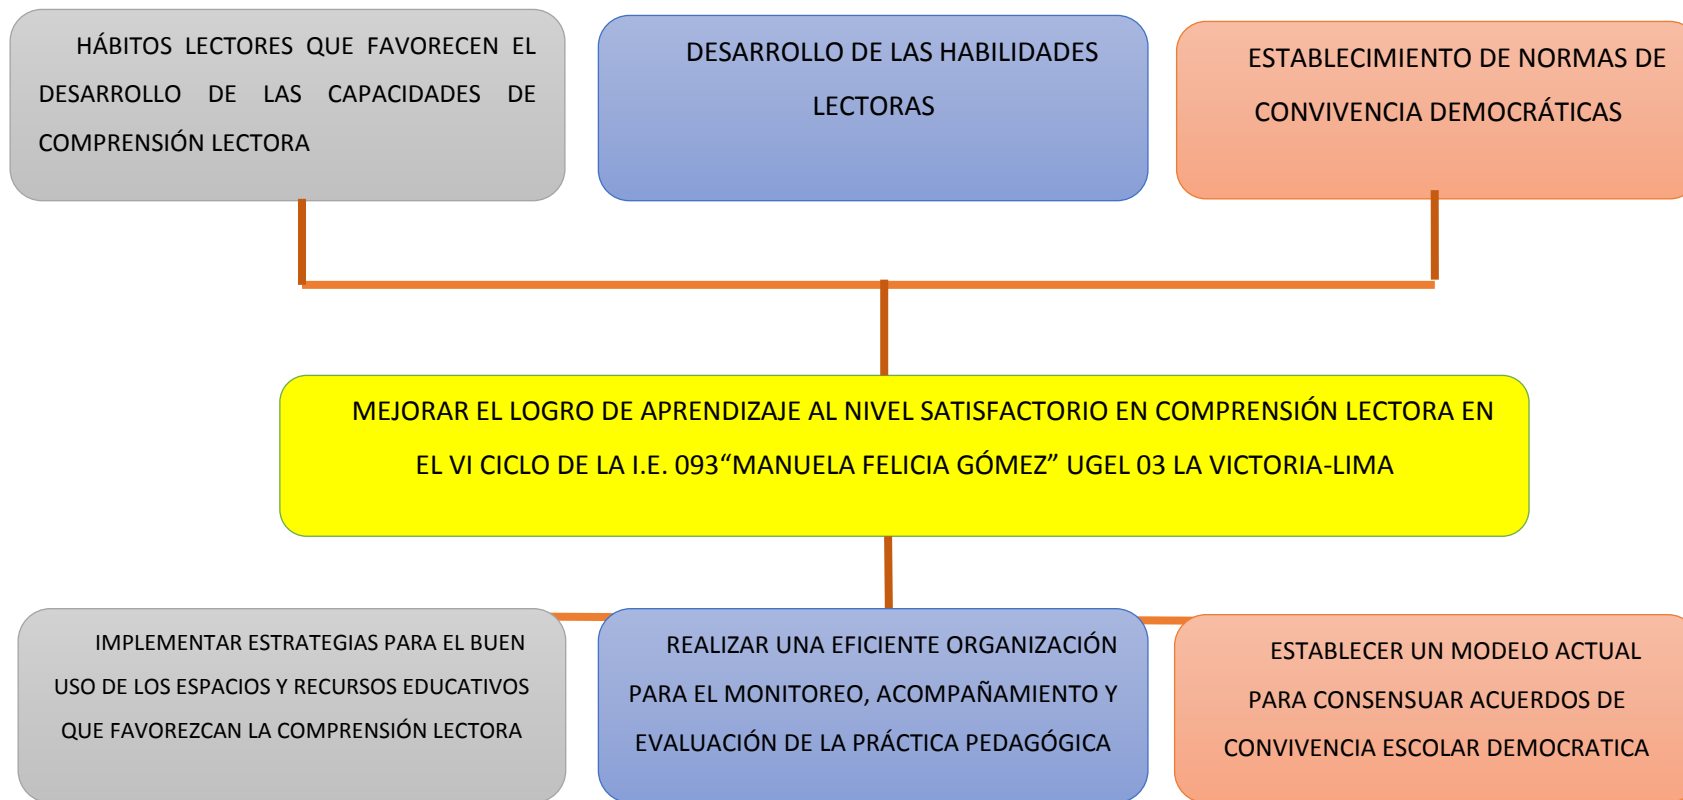 HÁBITOS LECTORES QUE FAVORECEN EL
DESARROLLO DE LAS CAPACIDADES DE
COMPRENSIÓN LECTORA
DESARROLLO DE LAS HABILIDADES
LECTORAS
ESTABLECIMIENTO DE NORMAS DE
CONVIVENCIA DEMOCRÁTICAS
MEJORAR EL LOGRO DE APRENDIZAJE AL NIVEL SATISFACTORIO EN COMPRENSIÓN LECTORA EN
EL VI CICLO DE LA I.E. 093“MANUELA FELICIA GÓMEZ” UGEL 03 LA VICTORIA-LIMA
IMPLEMENTAR ESTRATEGIAS PARA EL BUEN
USO DE LOS ESPACIOS Y RECURSOS EDUCATIVOS
QUE FAVOREZCAN LA COMPRENSIÓN LECTORA
REALIZAR UNA EFICIENTE ORGANIZACIÓN
PARA EL MONITOREO, ACOMPAÑAMIENTO Y
EVALUACIÓN DE LA PRÁCTICA PEDAGÓGICA
ESTABLECER UN MODELO ACTUAL
PARA CONSENSUAR ACUERDOS DE
CONVIVENCIA ESCOLAR DEMOCRATICA